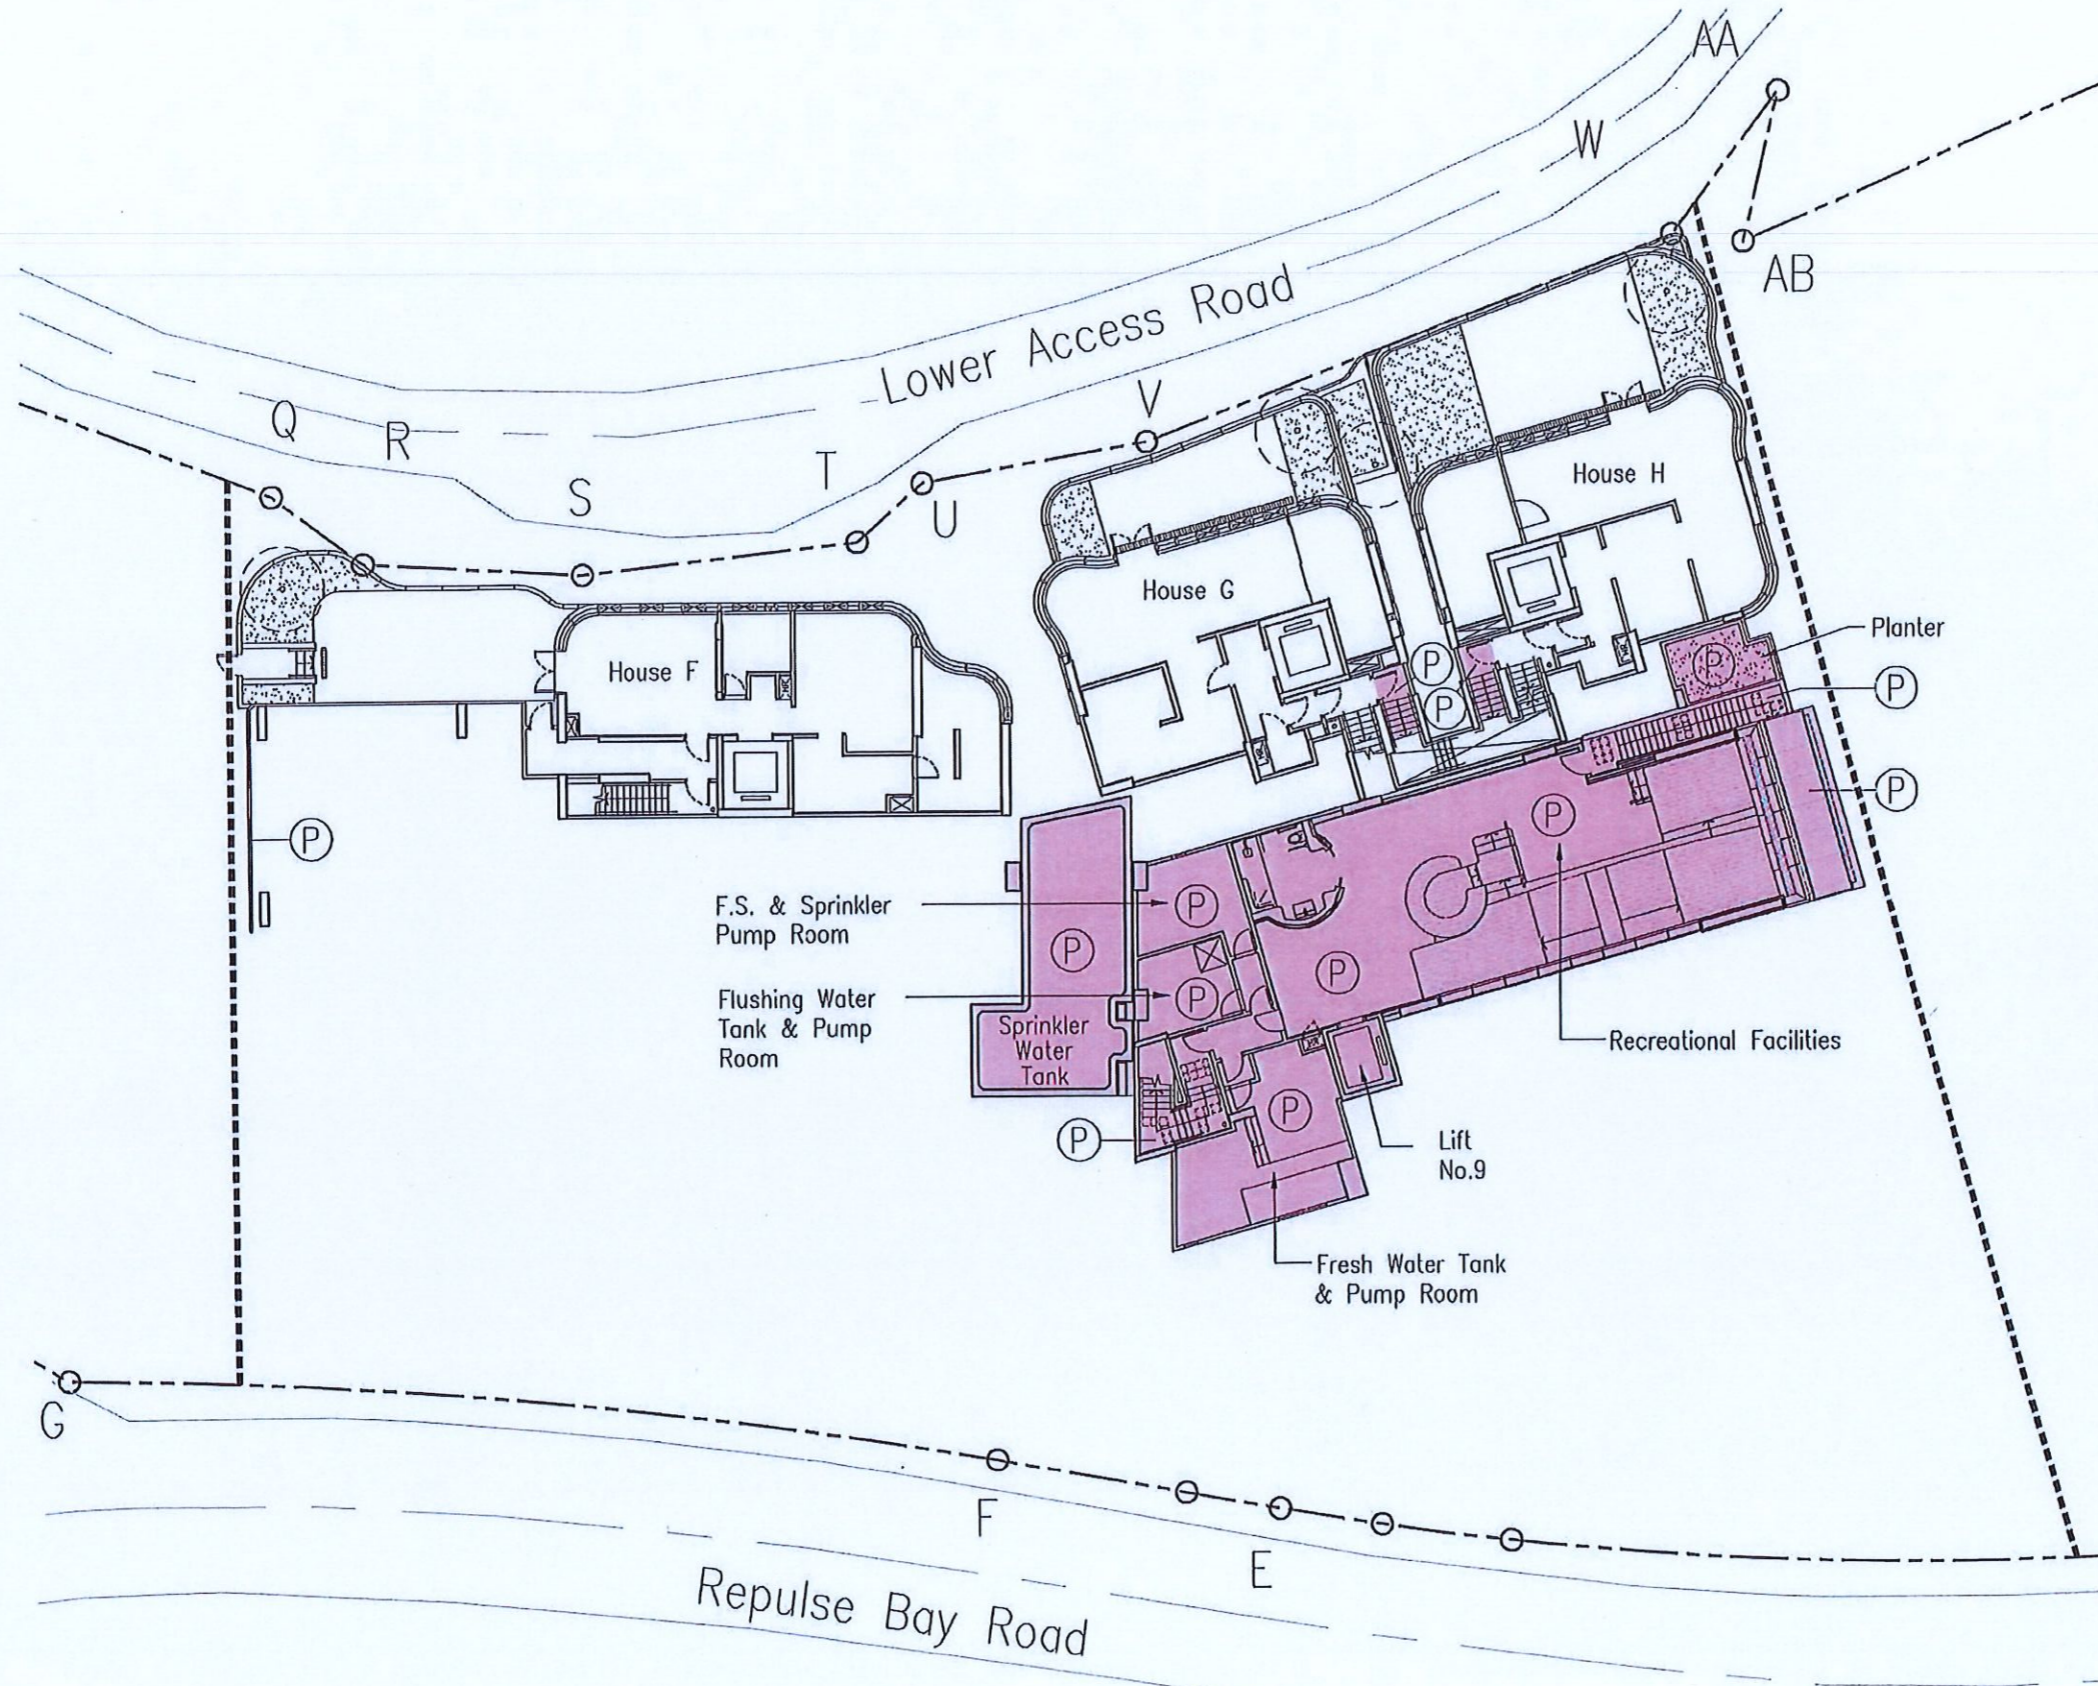 AA
W
AB
Lower Access Road
Q
R
V
T
S
U
House H
House G
Planter
House F
P
P
P
P
P
P
P
P
F.S. & Sprinkler
Pump Room
P
P
P
Flushing Water
Tank & Pump
Room
P
Sprinkler
Water
Tank
Recreational Facilities
P
P
Lift
No.9
Fresh Water Tank
& Pump Room
G
F
E
Repulse Bay Road